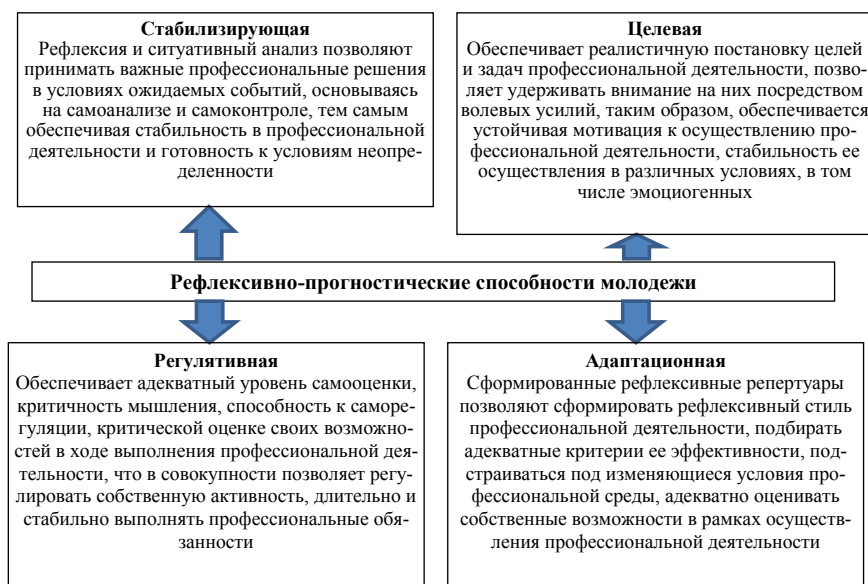 Стабилизирующая
Рефлексия и ситуативный анализ позволяют
принимать важные профессиональные решения
в условиях ожидаемых событий, основываясь
на самоанализе и самоконтроле, тем самым
обеспечивая стабильность в профессиональной
деятельности и готовность к условиям неопре-
деленности
Целевая
Обеспечивает реалистичную постановку целей
и задач профессиональной деятельности, позво-
ляет удерживать внимание на них посредством
волевых усилий, таким образом, обеспечивается
устойчивая мотивация к осуществлению про-
фессиональной деятельности, стабильность ее
осуществления в различных условиях, в том
числе эмоциогенных
Рефлексивно-прогностические способности молодежи
Регулятивная
Обеспечивает адекватный уровень самооценки,
критичность мышления, способность к саморе-
гуляции, критической оценке своих возможно-
стей в ходе выполнения профессиональной дея-
тельности, что в совокупности позволяет регу-
лировать собственную активность, длительно и
стабильно выполнять профессиональные обя-
занности
Адаптационная
Сформированные рефлексивные репертуары
позволяют сформировать рефлексивный стиль
профессиональной деятельности, подбирать
адекватные критерии ее эффективности, под-
страиваться под изменяющиеся условия про-
фессиональной среды, адекватно оценивать
собственные возможности в рамках осуществ-
ления профессиональной деятельности